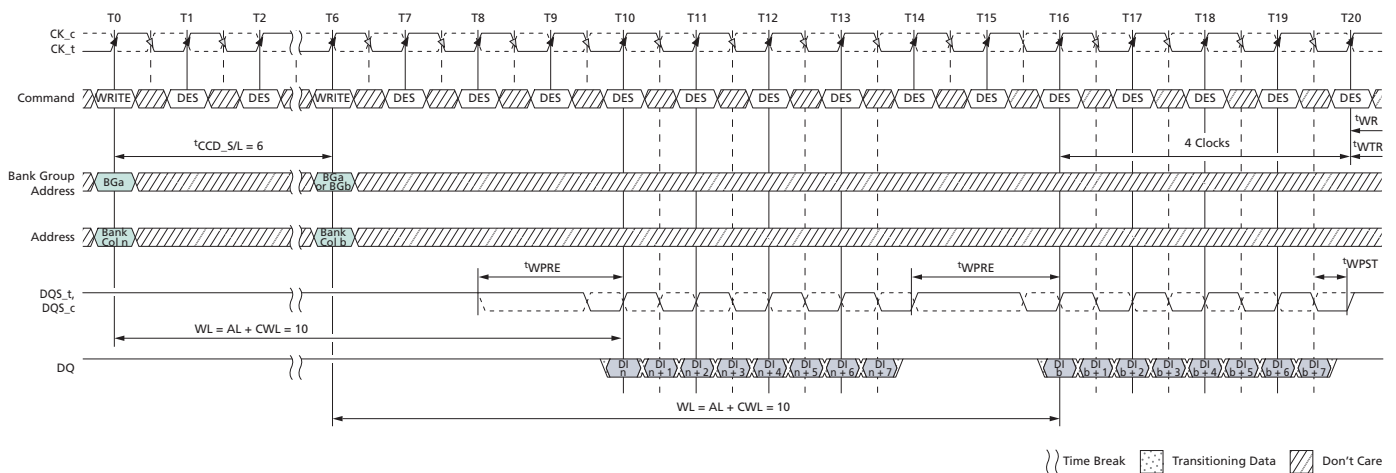 T0 T1 T2 T6 T7 T8 T9 T10 T11 T12 T13 T14 T15 T16 T17 T18 T19 T20
CK_c
CK_t
Command WRITE DES DES WRITE DES DES DES DES DES DES DES DES DES DES DES DES DES DES
tWR
tCCD_S/L = 6 4 Clocks tWTR
Bank Group
Address BGa BGa
or BGb
Address Bank
Col n Bank
Col b
tWPRE tWPRE tWPST
DQS_t,
DQS_c
WL = AL + CWL = 10
DQ DI
n DI
n + 1 DI
n + 2 DI
n + 3 DI
n + 4 DI
n + 5 DI
n + 6 DI
n + 7 DI
b DI
b + 1 DI
b + 2 DI
b + 3 DI
b + 4 DI
b + 5 DI
b + 6 DI
b + 7
WL = AL + CWL = 10
Time Break Transitioning Data Don't Care